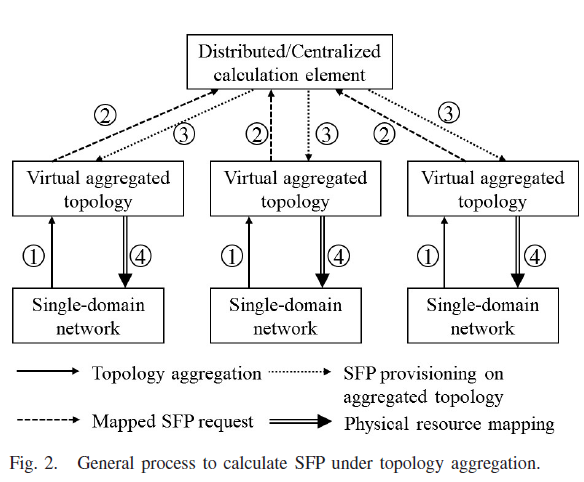 Distributed/Centralized
calculation element
② ③ ② ③ ② ③
Virtual aggregated
topology
Virtual aggregated
topology
Virtual aggregated
topology
① ④ ① ④ ① ④
Single-domain
network
Single-domain
network
Single-domain
network
Topology aggregation
SFP provisioning on
aggregated topology
Mapped SFP request
Physical resource mapping
Fig. 2. General process to calculate SFP under topology aggregation.